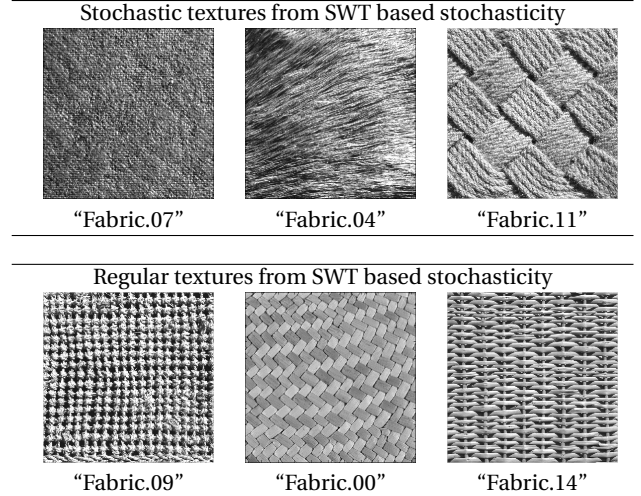 Stochastic textures from SWT based stochasticity
“Fabric.07” “Fabric.04” “Fabric.11”
Regular textures from SWT based stochasticity
“Fabric.09” “Fabric.00” “Fabric.14”